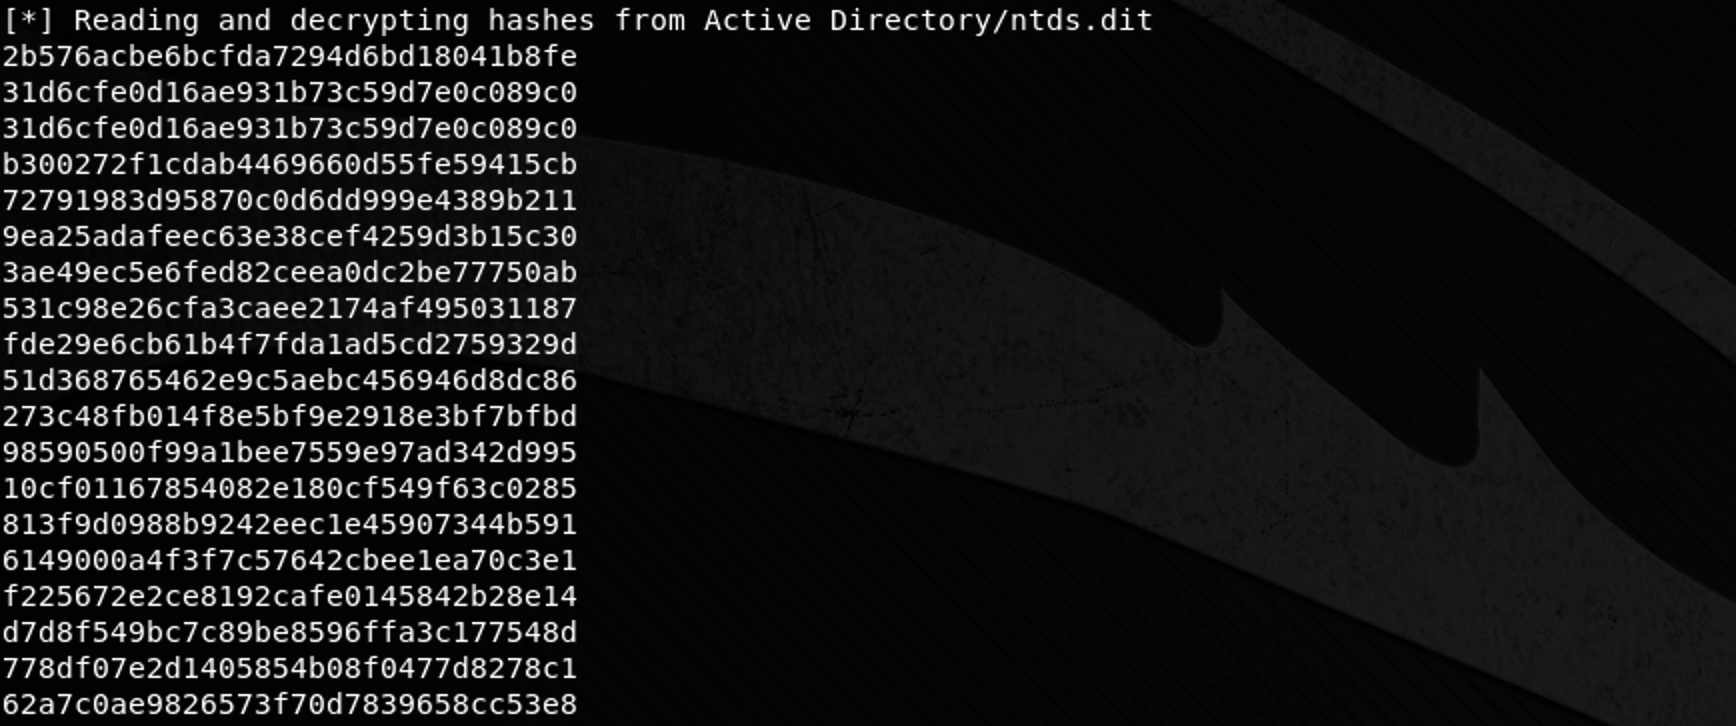 [*] Reading and decrypting hashes from Active Directory/ntds.dit
2b576acbe6bcfda7294d6bd18041b8fe
31d6cfe0d16ae931b73c59d7e0c089c0
31d6cfe0d16ae931b73c59d7e0c089c0
b300272f1cdab4469660d55fe59415cb
72791983d95870c0d6dd999e4389b211
9ea25adafeec63e38cef4259d3b15c30
3ae49ec5e6fed82ceea0dc2be77750ab
531c98e26cfa3caee2174af495031187
fde29e6cb61b4f7fda1ad5cd2759329d
51d368765462e9c5aebc456946d8dc86
273c48fb014f8e5bf9e2918e3bf7bfbd
98590500f99a1bee7559e97ad342d995
10cf01167854082e180cf549f63c0285
813f9d0988b9242eec1e45907344b591
6149000a4f3f7c57642cbee1ea70c3e1
f225672e2ce8192cafe0145842b28e14
d7d8f549bc7c89be8596ffa3c177548d
778df07e2d1405854b08f0477d8278c1
62a7c0ae9826573f70d7839658cc53e8